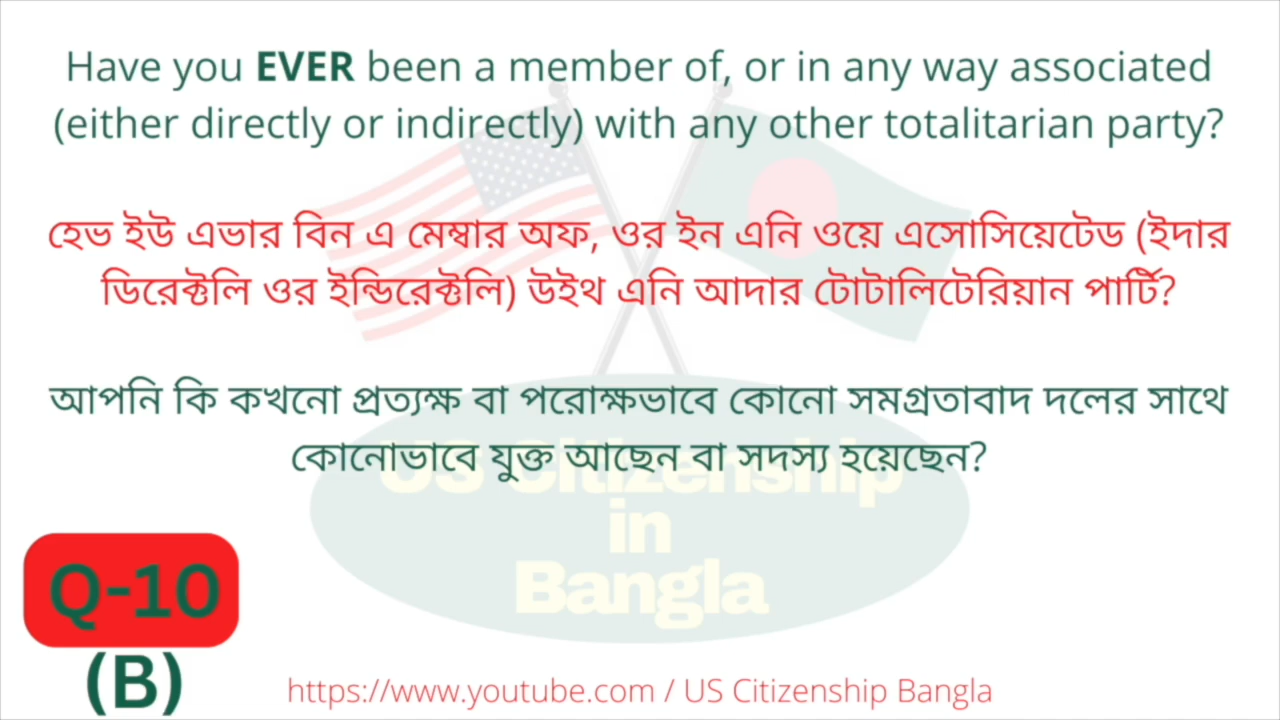 Have you EVER been a member of, or in any way associated
(either directly or indirectly) with any other totalitarian party?
হেভ ইউ এভার বিন এ মেম্বার অফ, ওর ইন এনি ওয়ে এসোসিয়েটেড (ইদার
ডিরেক্টলি ওর ইন্ডিরেক্টলি) উইথ এনি আদার টোটালিটেরিয়ান পার্টি?
আপনি কি কখনো প্রত্যক্ষ বা পরোক্ষভাবে কোনো সমগ্রতাবাদ দলের সাথে
কোনোভাবে যুক্ত আছেন বা সদস্য হয়েছেন?
US Citizenship
in
Bangla
Q-10
(B)
https://www.youtube.com / US Citizenship Bangla